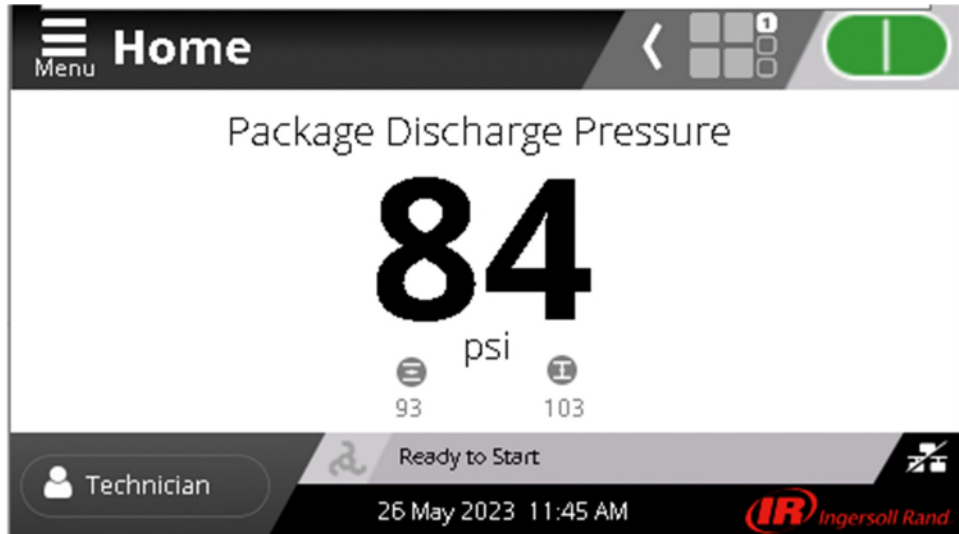 Menu
Home
1
Package Discharge Pressure
84
psi
93
103
Technician
Ready to Start
26 May 2023 11:45 AM
IR Ingersoll Rand